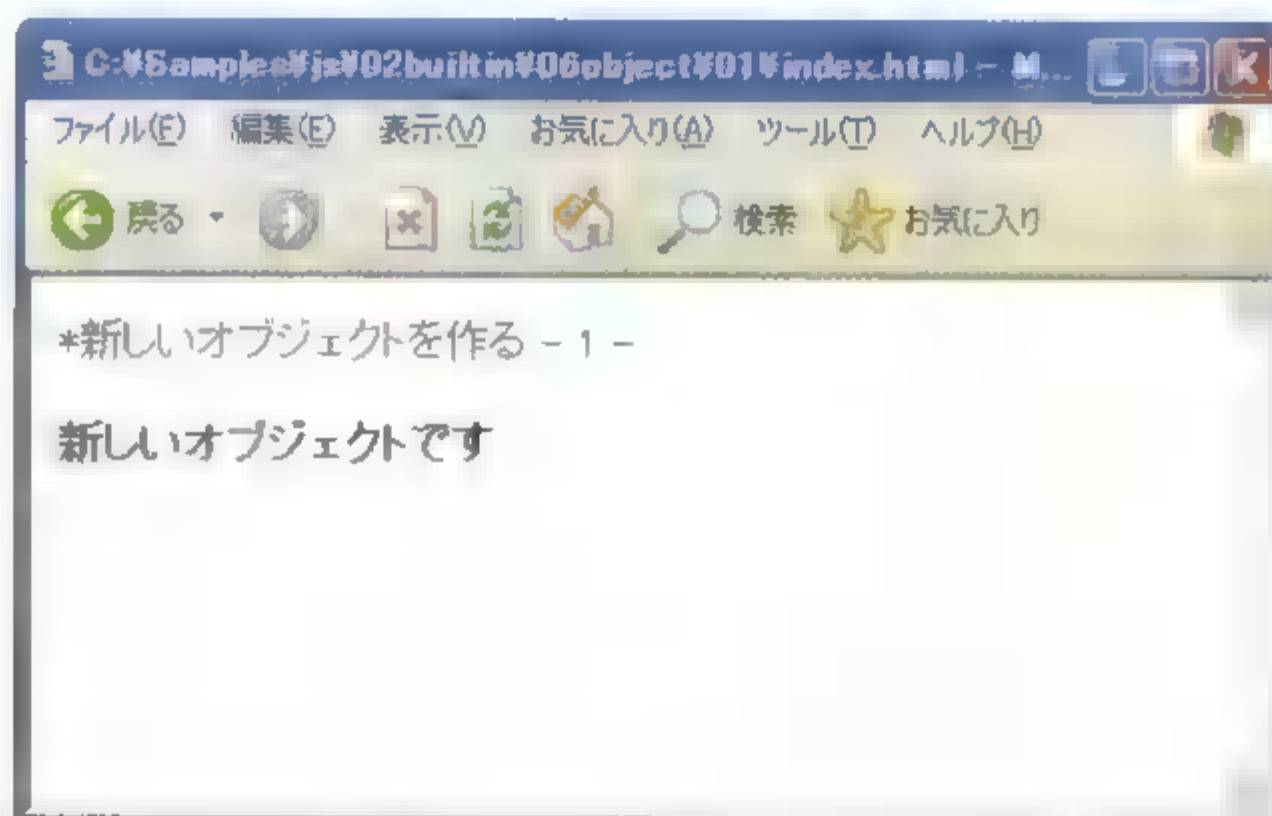 C:¥Samples¥js¥02builtin¥06object¥01¥index.html - M...
ファイル(F) 編集(E) 表示(V) お気に入り(A) ツール(T) ヘルプ(H)
戻る 検索 お気に入り
*新しいオブジェクトを作る - 1 -
新しいオブジェクトです